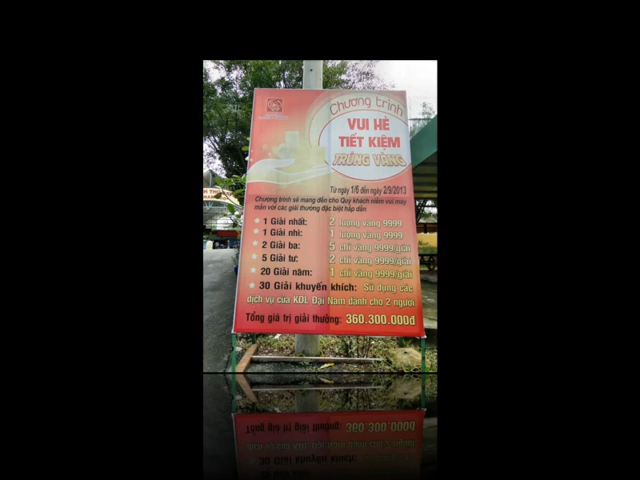 Chương trình
VUI HÈ
TIẾT KIỆM
TRÚNG VÀNG
Từ ngày 1/6 đến ngày 2/9/2013
Chương trình sẽ mang đến cho Quý khách niềm vui may
mắn với các giải thưởng đặc biệt hấp dẫn
1 Giải nhất: 2 lượng vàng 9999
1 Giải nhì: 1 lượng vàng 9999
2 Giải ba: 5 chỉ vàng 9999/giải
5 Giải tư: 2 chỉ vàng 9999/giải
20 Giải năm: 1 chỉ vàng 9999/giải
30 Giải khuyến khích: Sử dụng các
dịch vụ của KDL Đại Nam dành cho 2 người
Tổng giá trị giải thưởng: 360.300.000đ